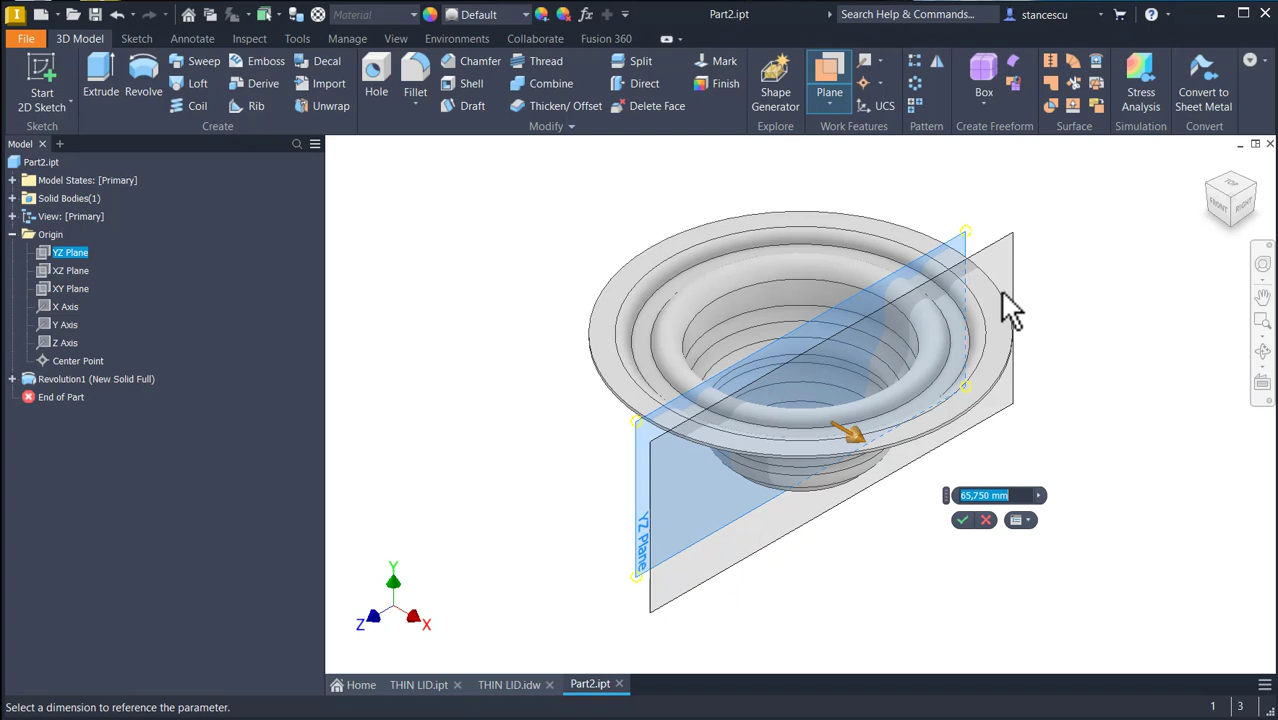 Material
Default
Part2.ipt
Search Help & Commands...
stancescu
File
3D Model
Sketch
Annotate
Inspect
Tools
Manage
View
Environments
Collaborate
Fusion 360
Start
2D Sketch
Extrude
Revolve
Sweep
Loft
Coil
Emboss
Derive
Rib
Decal
Import
Unwrap
Hole
Fillet
Chamfer
Shell
Draft
Thread
Combine
Thicken/ Offset
Split
Direct
Delete Face
Mark
Finish
Shape
Generator
Plane
UCS
Box
Stress
Analysis
Convert to
Sheet Metal
Sketch
Create
Modify
Explore
Work Features
Pattern
Create Freeform
Surface
Simulation
Convert
Model
Part2.ipt
Model States: [Primary]
Solid Bodies(1)
View: [Primary]
Origin
YZ Plane
XZ Plane
XY Plane
X Axis
Y Axis
Z Axis
Center Point
Revolution1 (New Solid Full)
End of Part
TOP
FRONT
RIGHT
YZ Plane
65,750 mm
Y
Z
X
Home
THIN LID.ipt
THIN LID.idw
Part2.ipt
Select a dimension to reference the parameter.
1
3